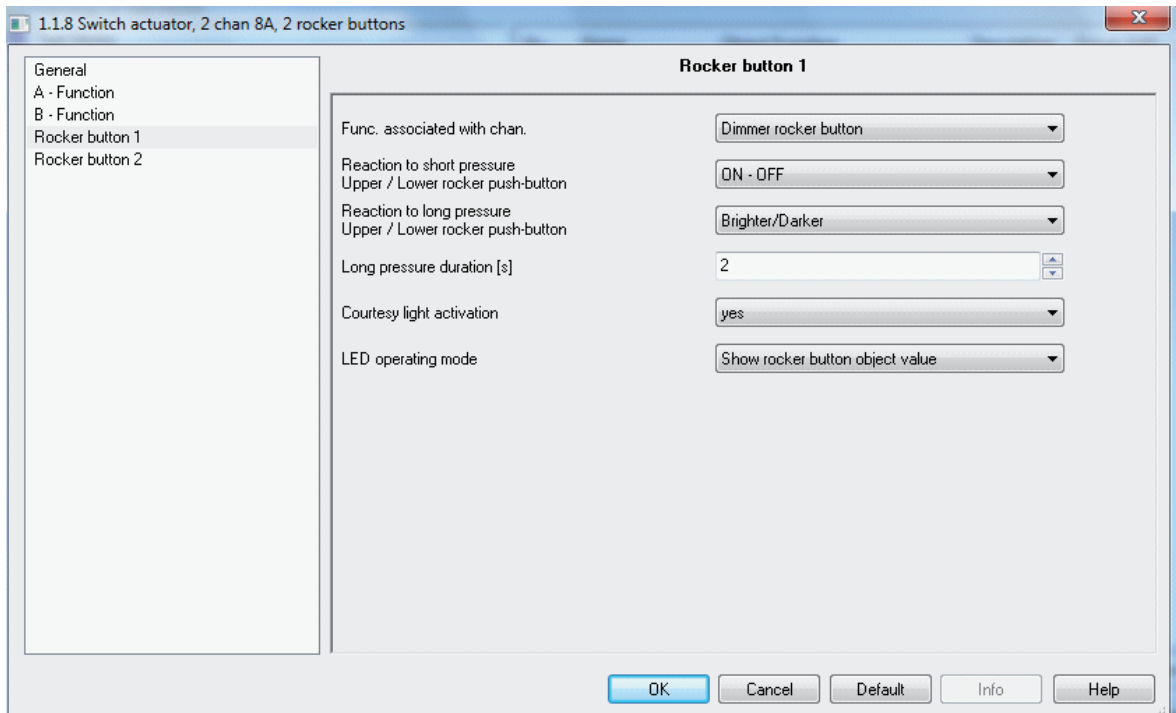 1.1.8 Switch actuator, 2 chan 8A, 2 rocker buttons
General
A - Function
B - Function
Rocker button 1
Rocker button 2
Rocker button 1
Func. associated with chan.
Dimmer rocker button
Reaction to short pressure
Upper / Lower rocker push-button
ON - OFF
Reaction to long pressure
Upper / Lower rocker push-button
Brighter/Darker
Long pressure duration [s]
2
Courtesy light activation
yes
LED operating mode
Show rocker button object value
OK
Cancel
Default
Info
Help